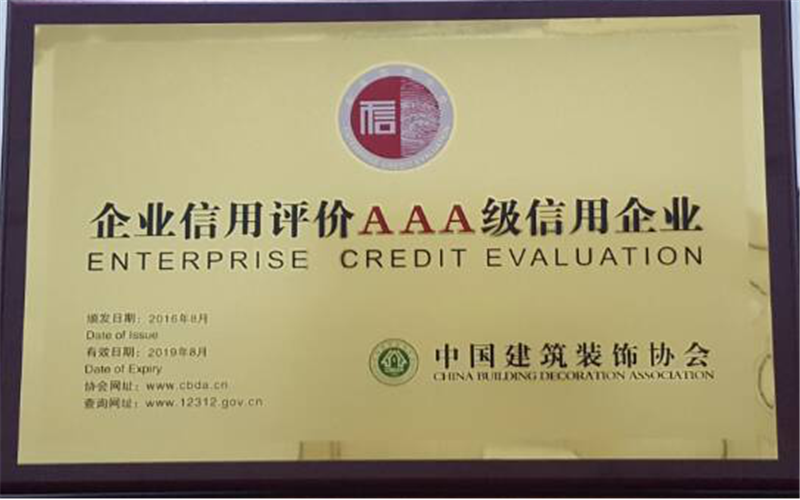 信
企业信用评价AAA级信用企业
ENTERPRISE CREDIT EVALUATION
颁发日期：2016年8月
Date of Issue
有效日期：2019年8月
Date of Expiry
协会网址：www.cbda.cn
查询网址：www.12312.gov.cn
中国建筑装饰协会
CHINA BUILDING DECORATION ASSOCIATION